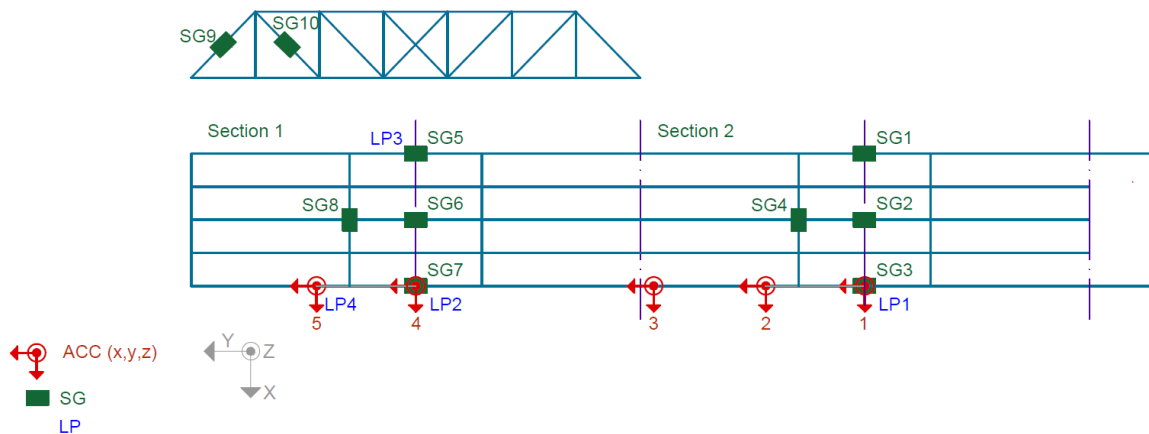 SG9 SG10
Section 1 LP3 SG5 Section 2 SG1
SG8 SG6 SG4 SG2
SG7 SG3
LP4 LP2 LP1
5 4 3 2 1
ACC (x,y,z) Y Z
X
SG
LP